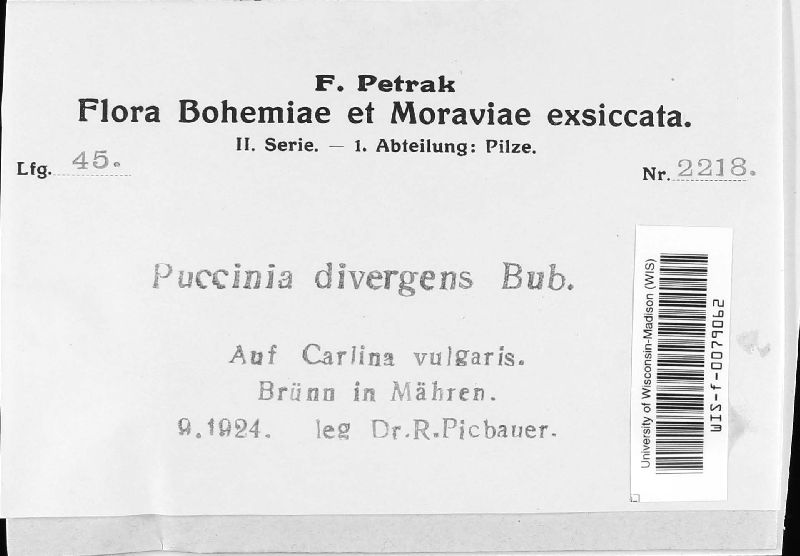 F. Petrak
Flora Bohemiae et Moraviae exsiccata.
II. Serie. — 1. Abteilung: Pilze.
Lfg. 45.
Nr. 2218.
Puccinia divergens Bub.
Auf Carlina vulgaris.
Brünn in Mähren.
9.1924. leg Dr.R.Picbauer.
University of Wisconsin-Madison (WIS)
WIS-f-0079062